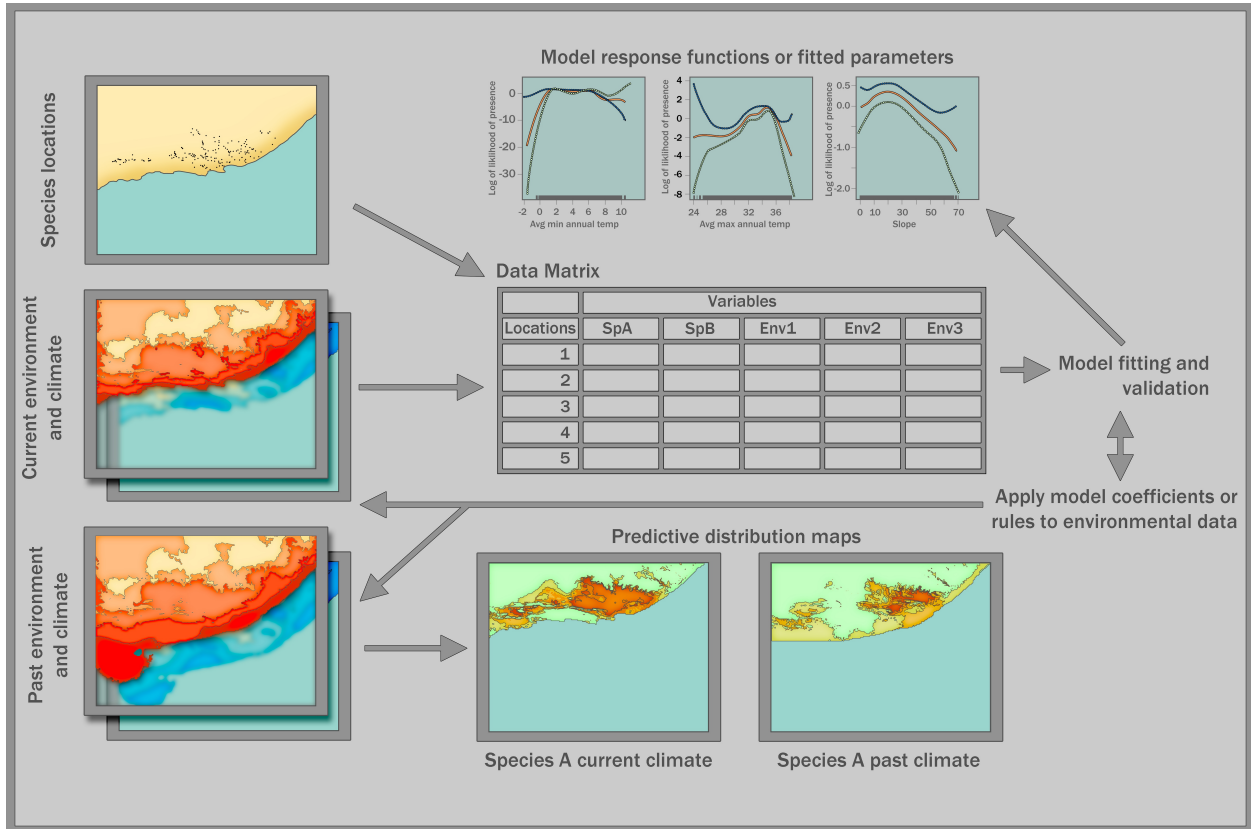 Model response functions or fitted parameters
Species locations
Log of liklihood of presence
0
-10
-20
-30
-2 0 2 4 6 8 10
Avg min annual temp
Log of liklihood of presence
4
2
0
-2
-4
-6
-8
24 28 32 36
Avg max annual temp
Log of liklihood of presence
0.5
0.0
-1.0
-2.0
0 10 30 50 70
Slope
Data Matrix
Variables
Locations SpA SpB Env1 Env2 Env3
1
2
3
4
5
Current environment
and climate
Model fitting and
validation
Apply model coefficients or
rules to environmental data
Past environment
and climate
Predictive distribution maps
Species A current climate
Species A past climate